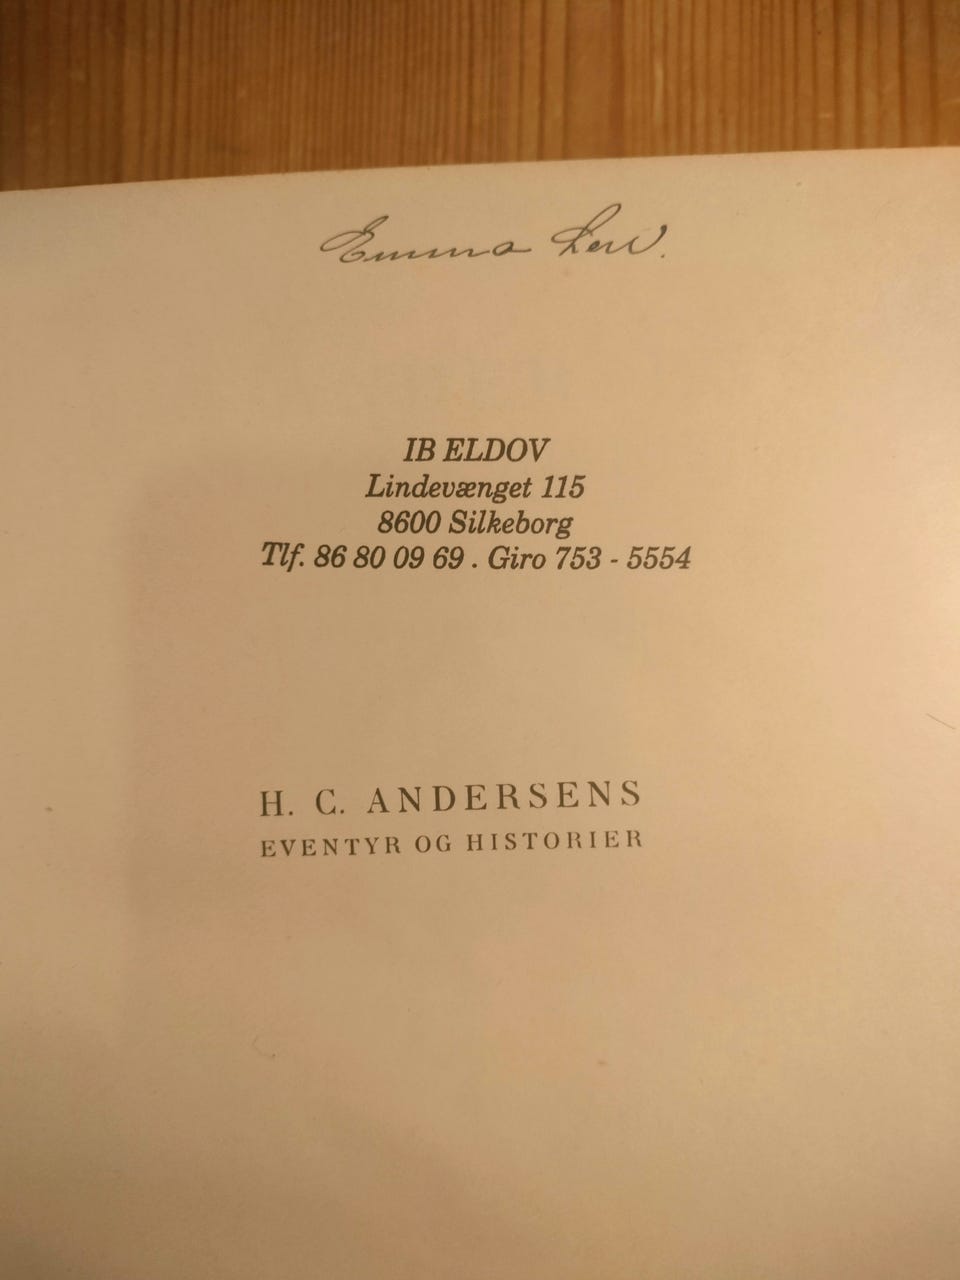 Emma
IB ELDOV
Lindevænget 115
8600 Silkeborg
Tlf. 86 80 09 69 . Giro 753 - 5554
H. C. ANDERSENS
EVENTYR OG HISTORIER